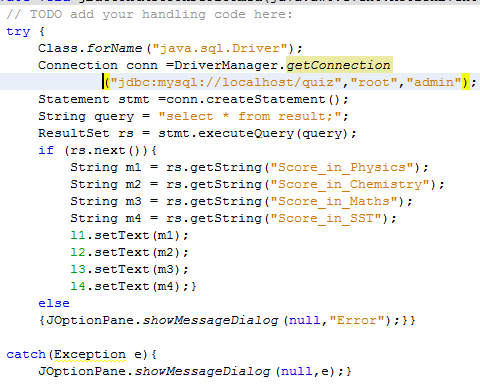 // TODO add your handling code here:
try {
Class.forName("java.sql.Driver");
Connection conn =DriverManager.getConnection
("jdbc:mysql://localhost/quiz","root","admin");
Statement stmt =conn.createStatement();
String query = "select * from result;";
ResultSet rs = stmt.executeQuery(query);
if (rs.next()){
String m1 = rs.getString("Score_in_Physics");
String m2 = rs.getString("Score_in_Chemistry");
String m3 = rs.getString("Score_in_Maths");
String m4 = rs.getString("Score_in_SST");
l1.setText(m1);
l2.setText(m2);
l3.setText(m3);
l4.setText(m4);}
else
{JOptionPane.showMessageDialog(null,"Error");}}
catch(Exception e){
JOptionPane.showMessageDialog(null,e);}